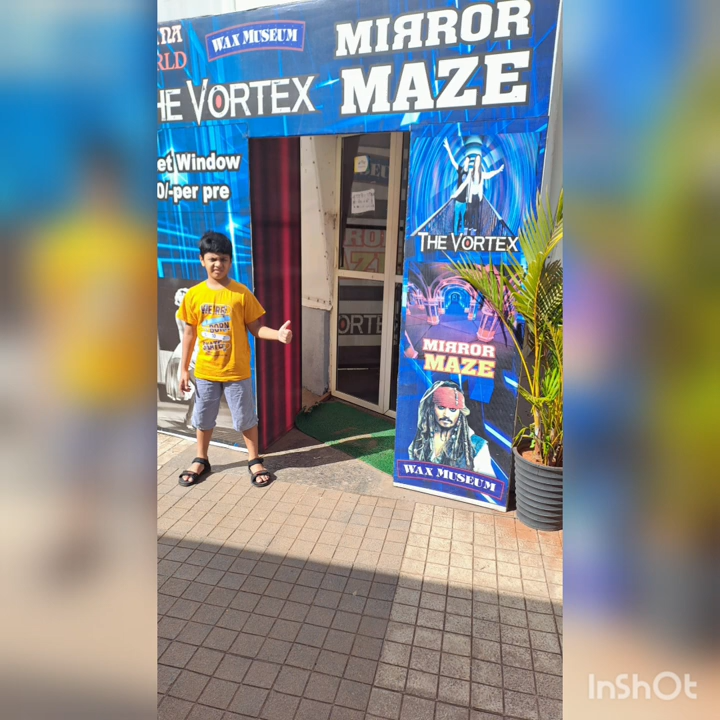 WAX MUSEUM
MIRROR
MAZE
THE VORTEX
et Window
0/-per pre
THE VORTEX
MIRROR
MAZE
WAX MUSEUM
InShOt